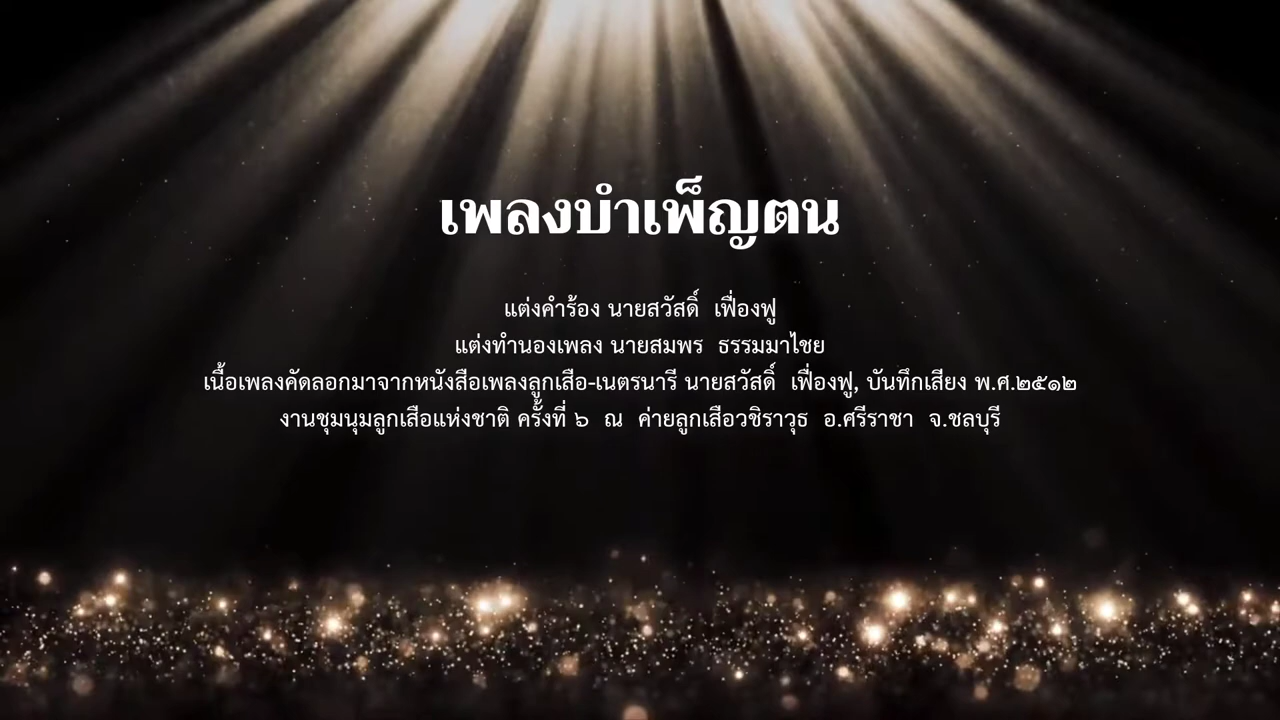 เพลงบำเพ็ญตน
แต่งคำร้อง นายสวัสดิ์  เฟื่องฟู
แต่งทำนองเพลง นายสมพร  ธรรมมาไชย
เนื้อเพลงคัดลอกมาจากหนังสือเพลงลูกเสือ-เนตรนารี นายสวัสดิ์  เฟื่องฟู, บันทึกเสียง พ.ศ.๒๕๑๒
งานชุมนุมลูกเสือแห่งชาติ ครั้งที่ ๖  ณ  ค่ายลูกเสือวชิราวุธ  อ.ศรีราชา  จ.ชลบุรี